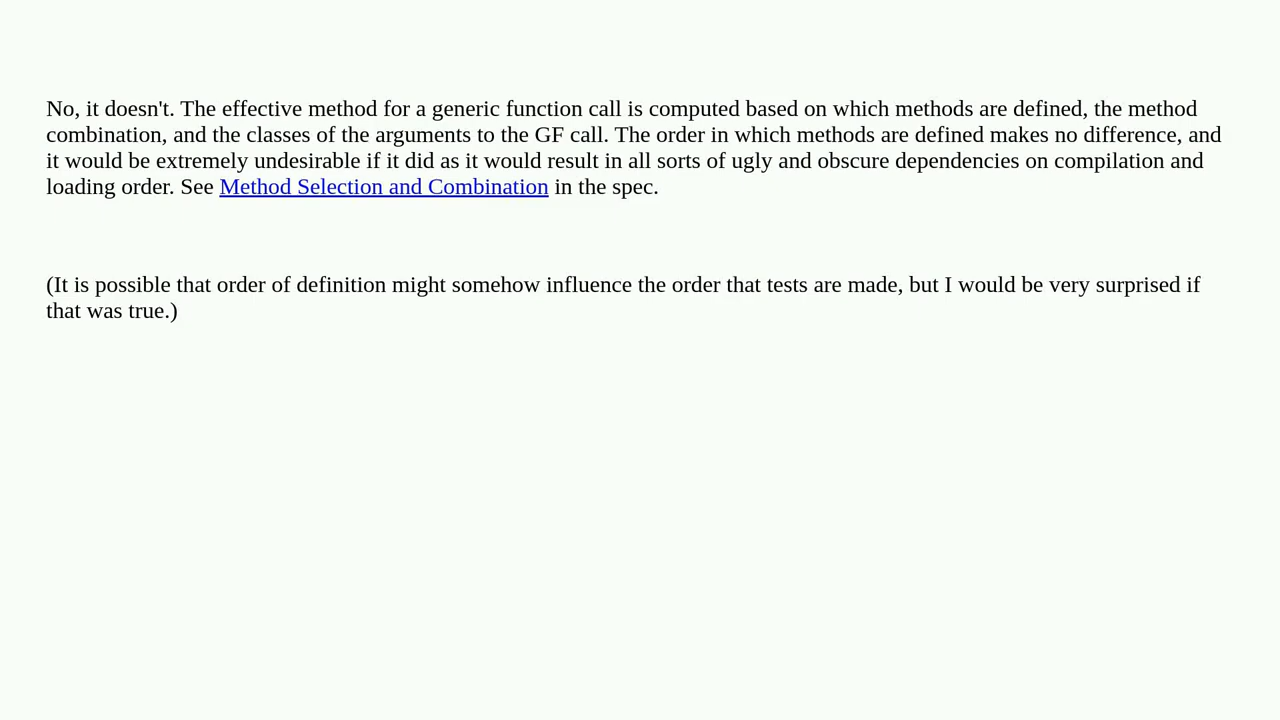 No, it doesn't. The effective method for a generic function call is computed based on which methods are defined, the method
combination, and the classes of the arguments to the GF call. The order in which methods are defined makes no difference, and
it would be extremely undesirable if it did as it would result in all sorts of ugly and obscure dependencies on compilation and
loading order. See Method Selection and Combination in the spec.
(It is possible that order of definition might somehow influence the order that tests are made, but I would be very surprised if
that was true.)